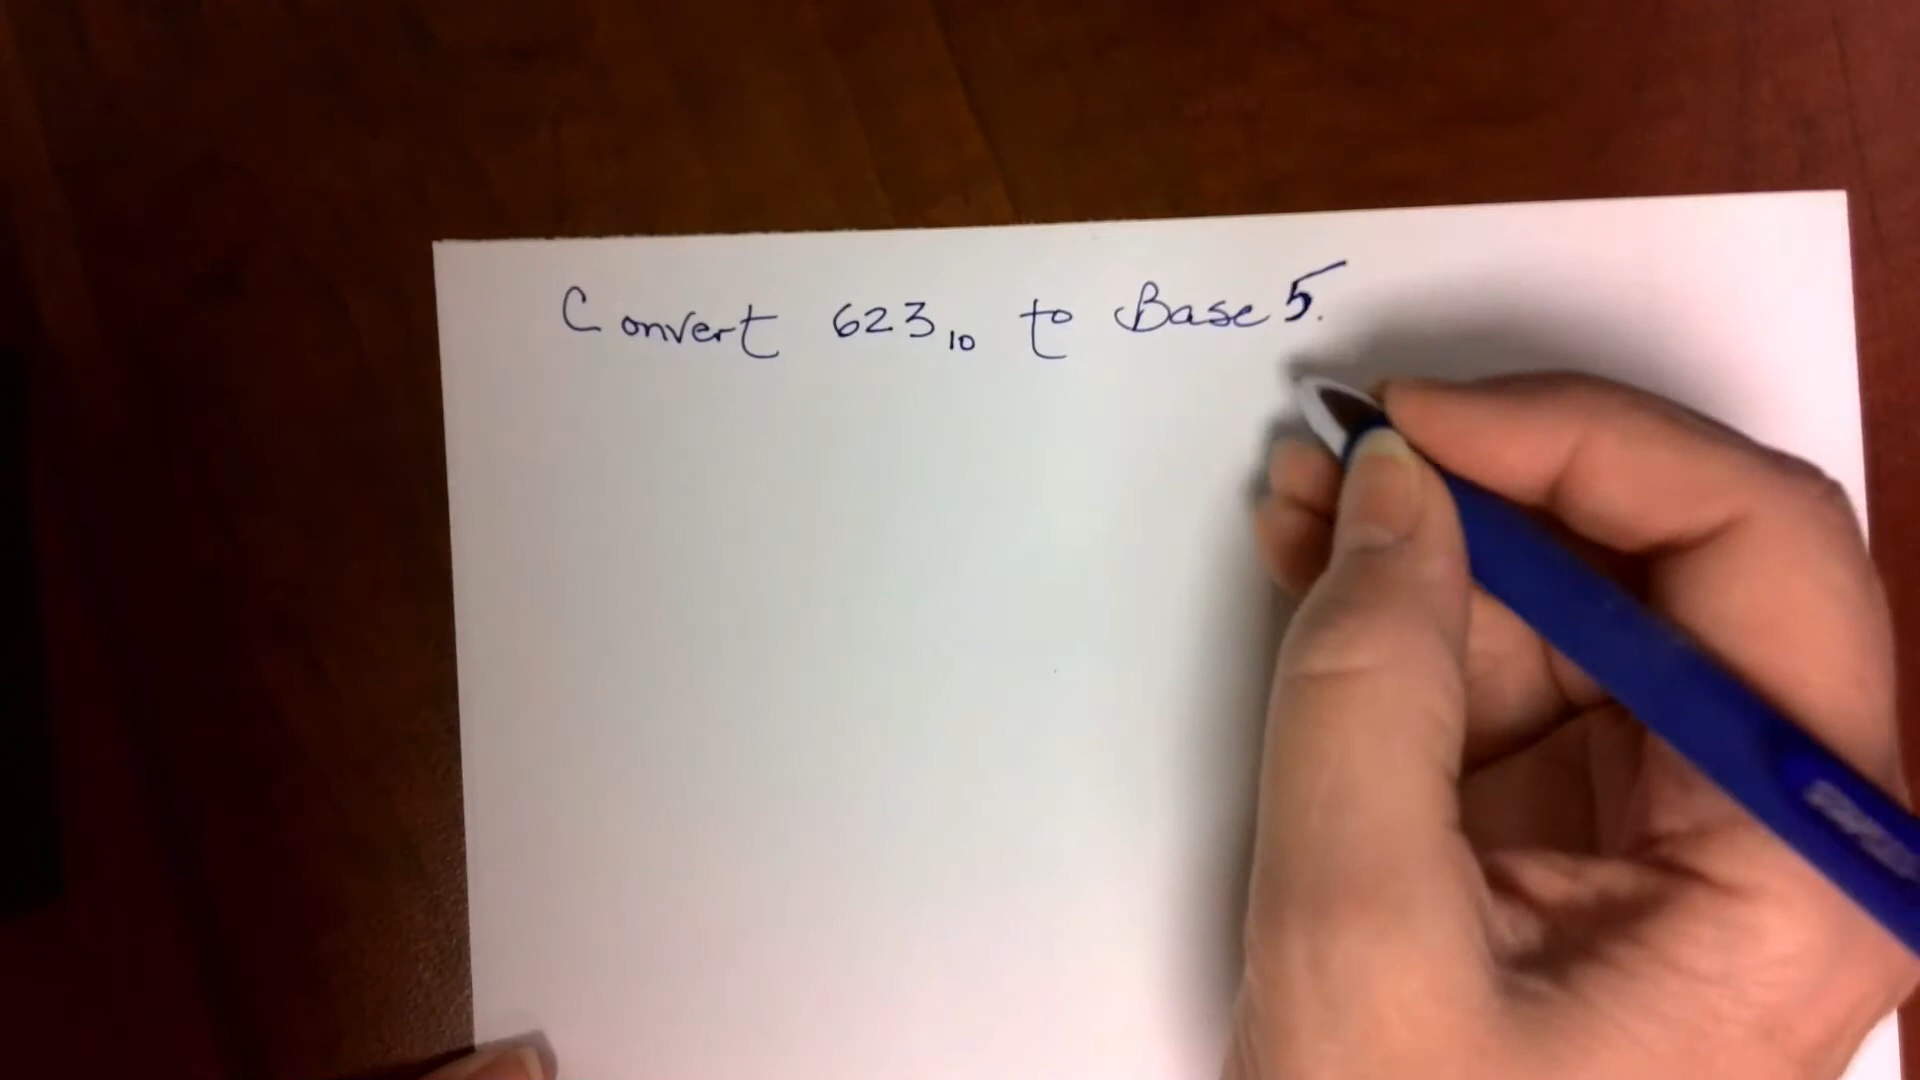 Convert 623₁₀ to Base 5.